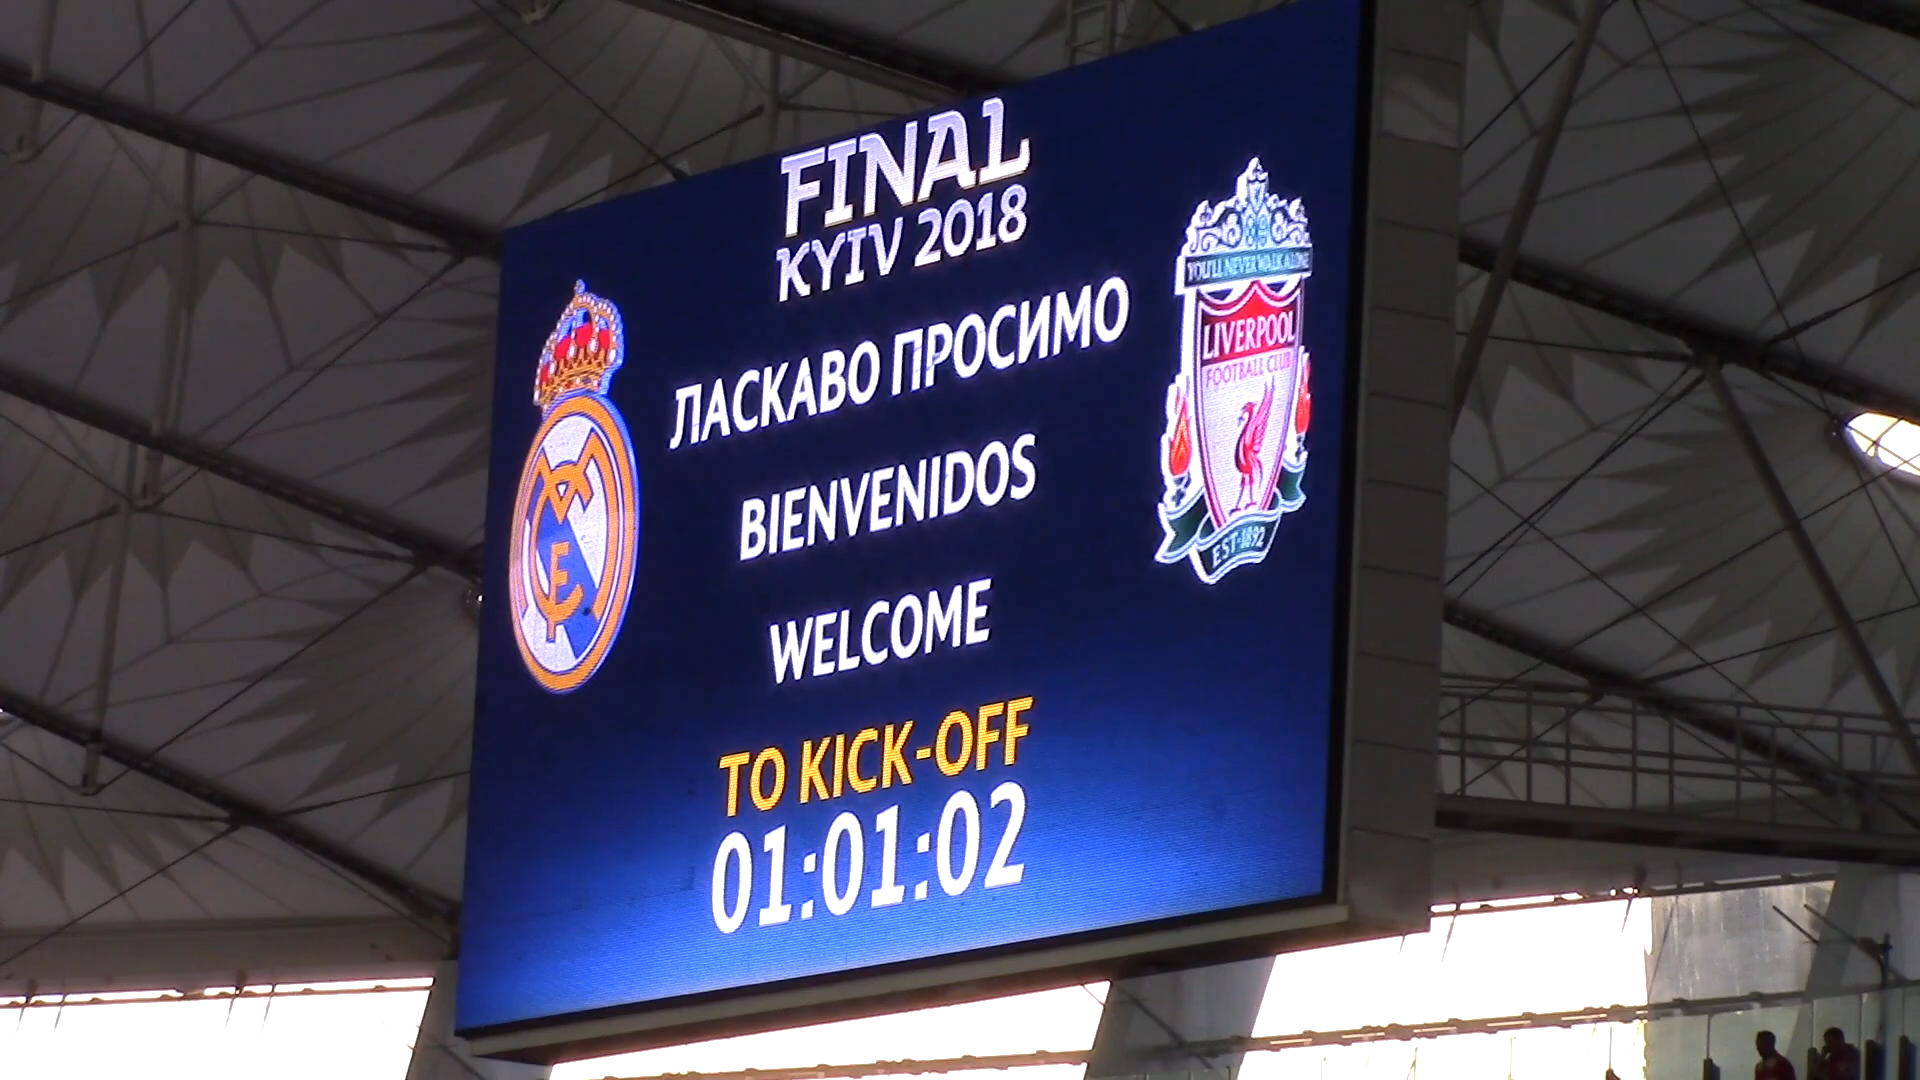 FINAL
KYIV 2018
ЛАСКАВО ПРОСИМО
BIENVENIDOS
WELCOME
TO KICK-OFF
01:01:02
YOU'LL NEVER WALK ALONE
LIVERPOOL
FOOTBALL CLUB
EST·1892